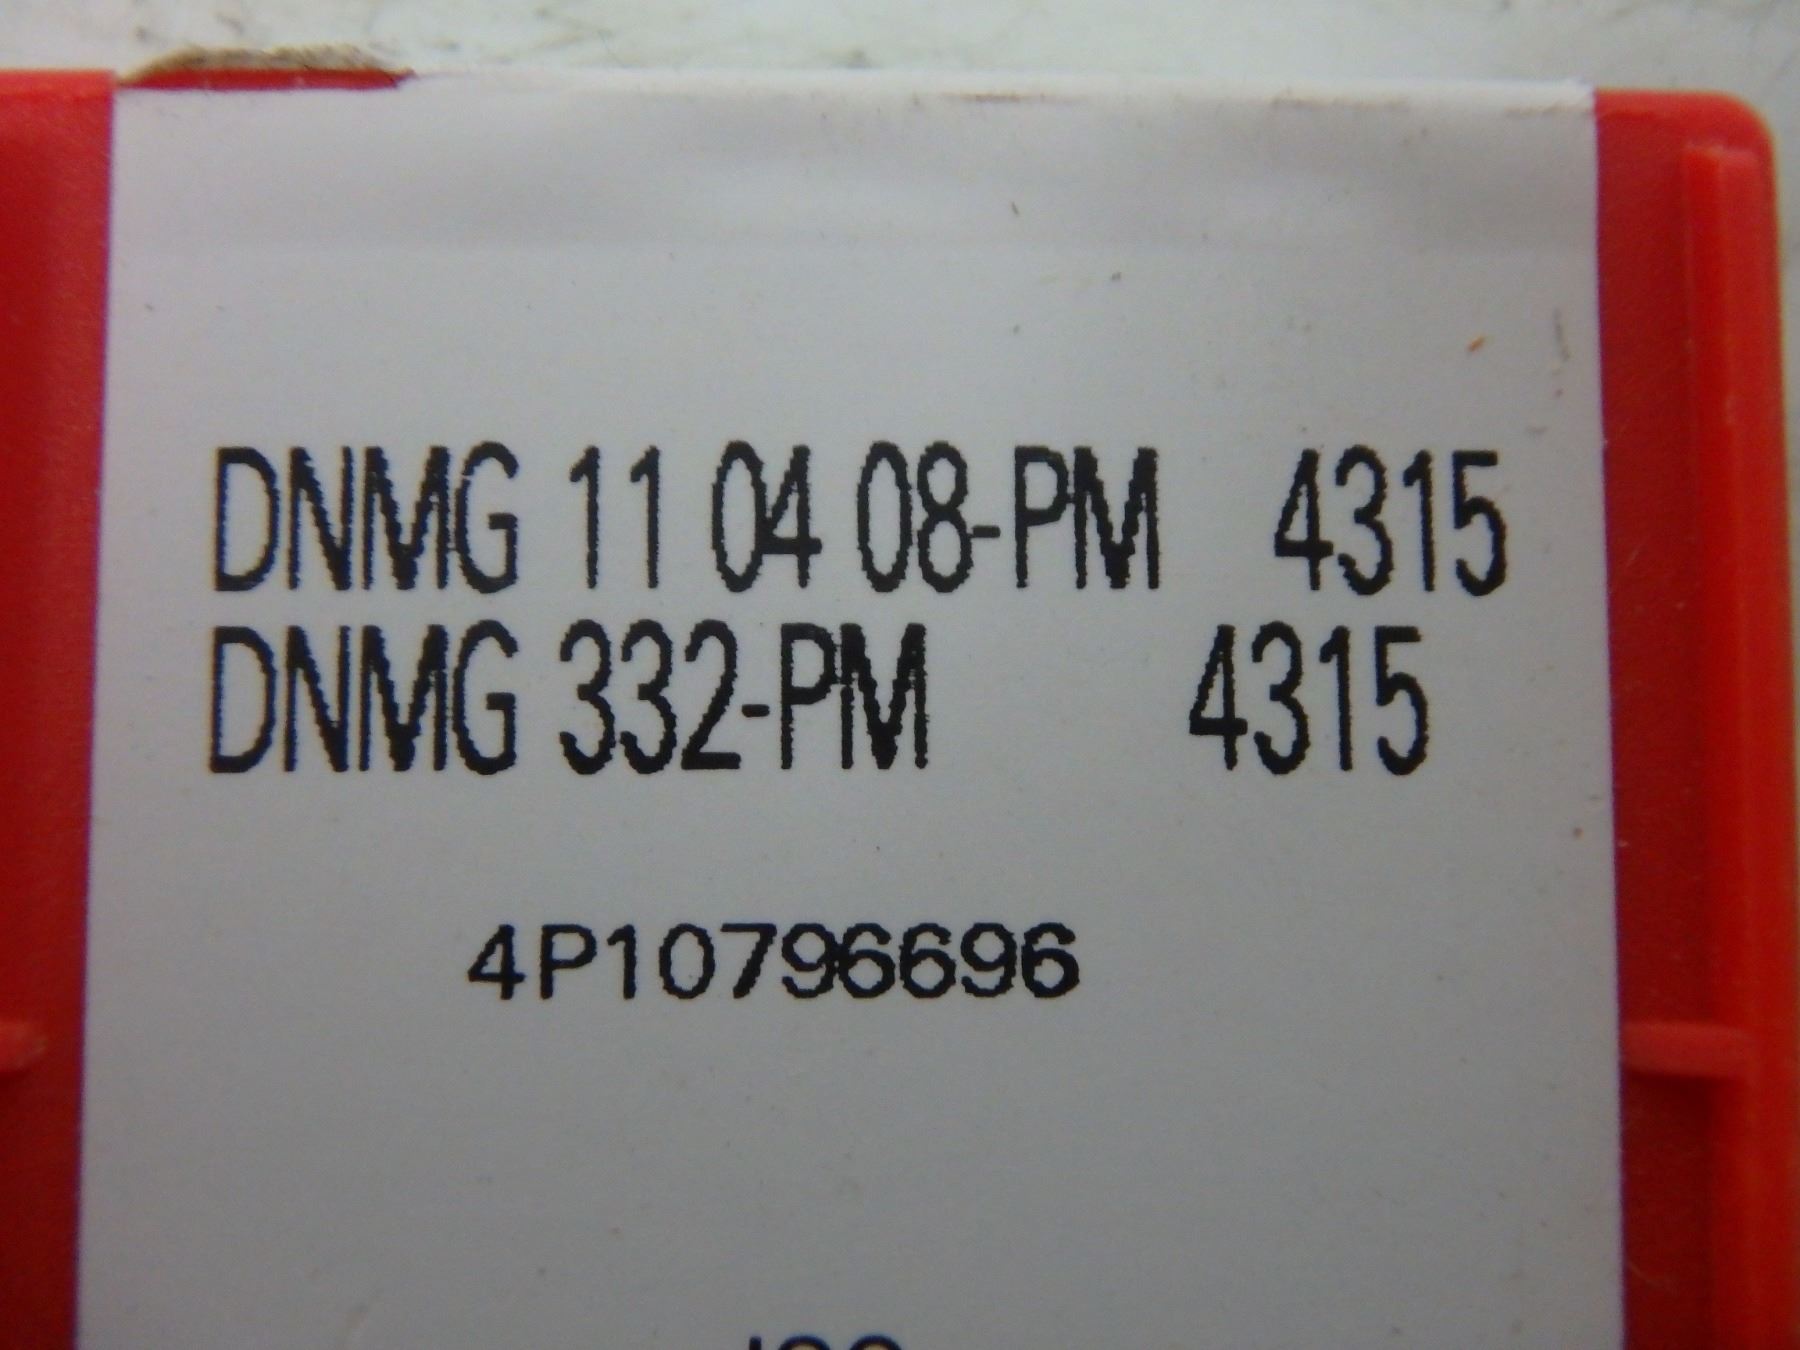 DNMG 11 04 08-PM 4315
DNMG 332-PM 4315
4P10796696